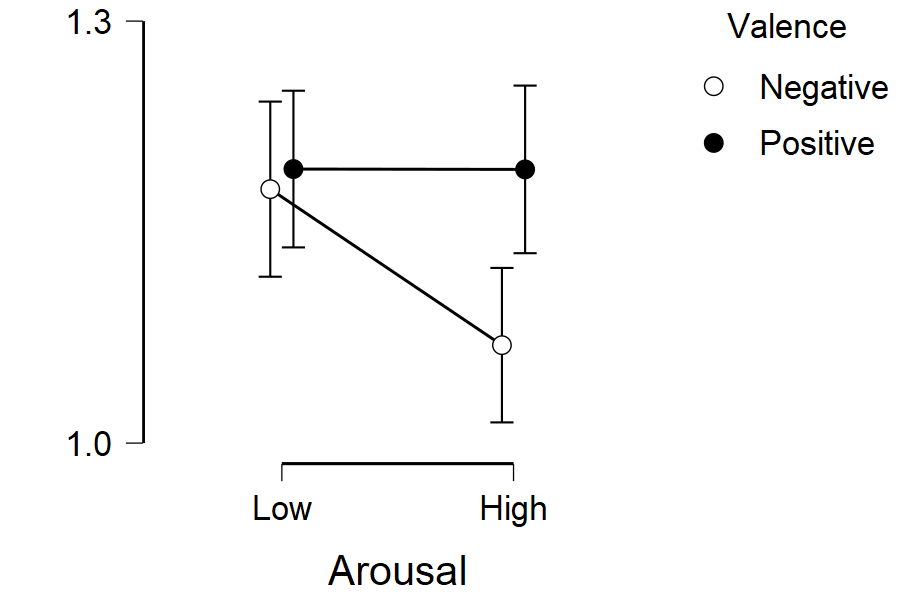 1.3
1.0
Low
High
Arousal
Valence
Negative
Positive